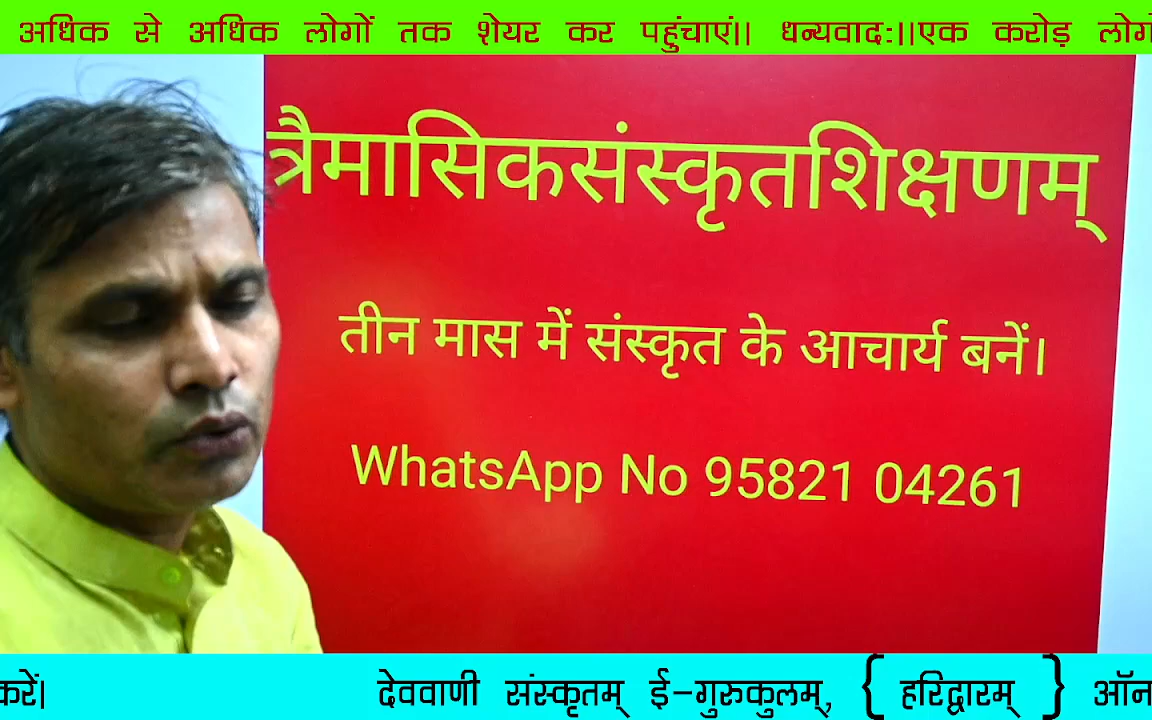 अधिक से अधिक लोगों तक शेयर कर पहुंचाएं।। धन्यवादः।।एक करोड़
त्रैमासिकसंस्कृतशिक्षणम्
तीन मास में संस्कृत के आचार्य बनें।
WhatsApp No 95821 04261
करें। देववाणी संस्कृतम् ई-गुरुकुलम्, { हरिद्वारम् }